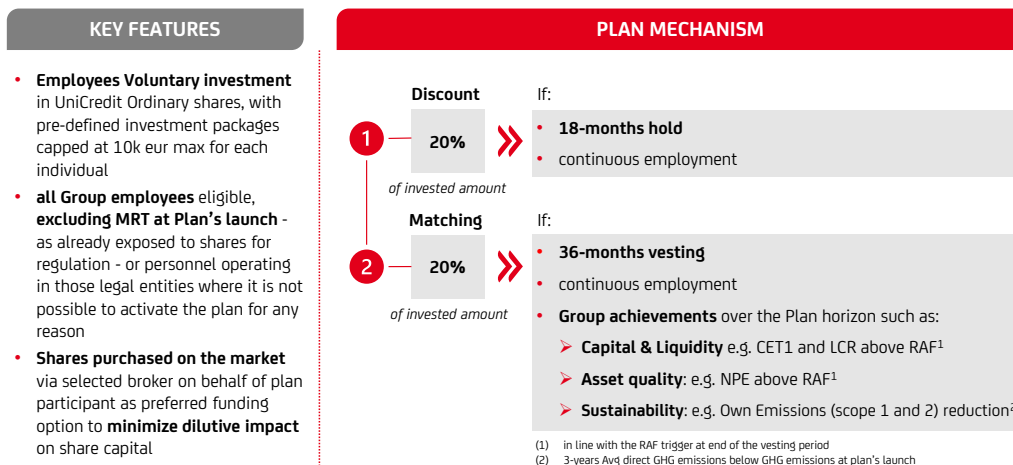 KEY FEATURES
• Employees Voluntary investment
in UniCredit Ordinary shares, with
pre-defined investment packages
capped at 10k eur max for each
individual
• all Group employees eligible,
excluding MRT at Plan's launch -
as already exposed to shares for
regulation - or personnel operating
in those legal entities where it is not
possible to activate the plan for any
reason
• Shares purchased on the market
via selected broker on behalf of plan
participant as preferred funding
option to minimize dilutive impact
on share capital
PLAN MECHANISM
Discount
If:
1
20%
of invested amount
• 18-months hold
• continuous employment
Matching
If:
2
20%
of invested amount
• 36-months vesting
• continuous employment
• Group achievements over the Plan horizon such as:
➢ Capital & Liquidity e.g. CET1 and LCR above RAF¹
➢ Asset quality: e.g. NPE above RAF¹
➢ Sustainability: e.g. Own Emissions (scope 1 and 2) reduction²
(1) in line with the RAF trigger at end of the vesting period
(2) 3-years Avg direct GHG emissions below GHG emissions at plan's launch